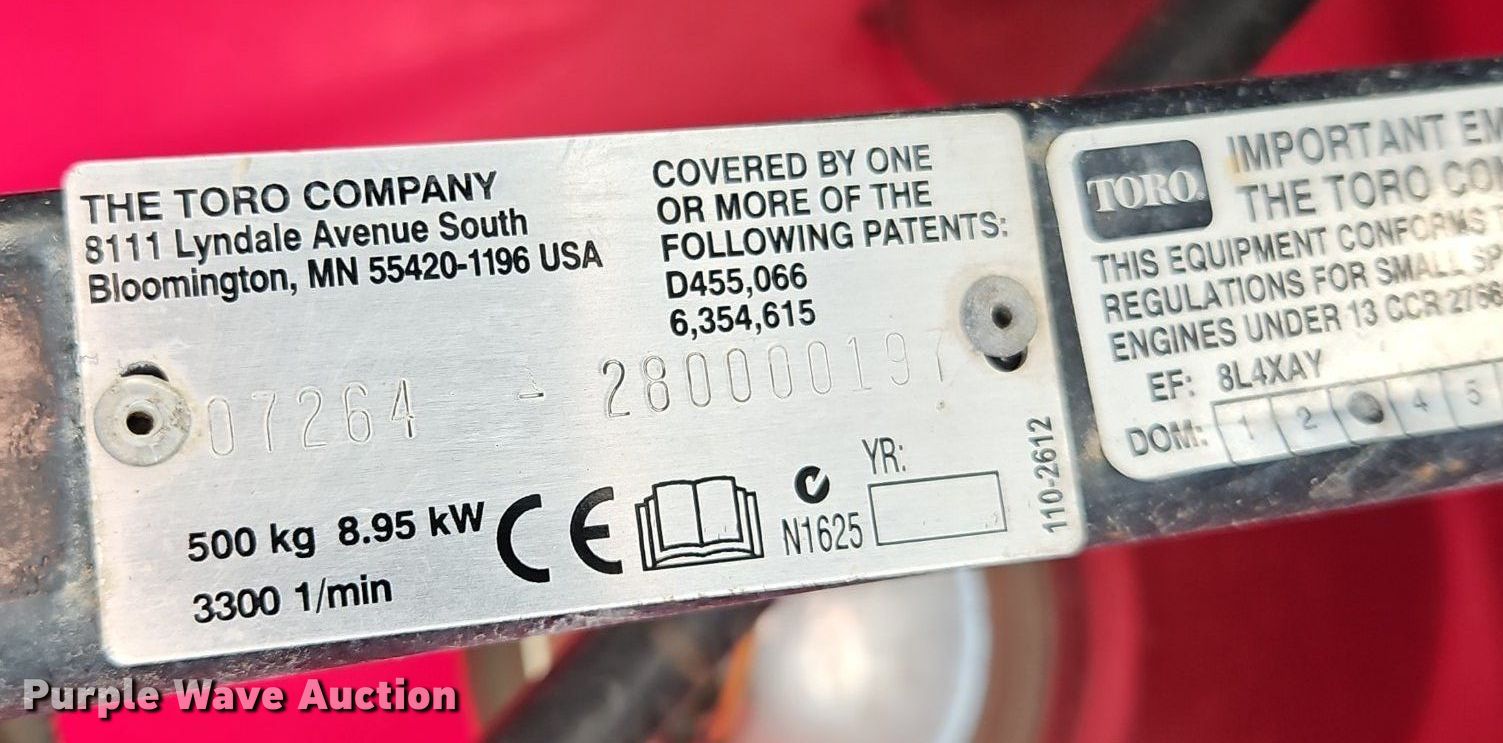 THE TORO COMPANY
8111 Lyndale Avenue South
Bloomington, MN 55420-1196 USA
COVERED BY ONE
OR MORE OF THE
FOLLOWING PATENTS:
D455,066
6,354,615
07264 - 280000197
500 kg 8.95 kW
3300 1/min
CE
N1625
YR:
110-2612
TORO
IMPORTANT
THE TORO
THIS EQUIPMENT CONFORMS
REGULATIONS FOR SMALL
ENGINES UNDER 13 CCR 2766
EF: 8L4XAY
DOM: 1 2 4 5
Purple Wave Auction